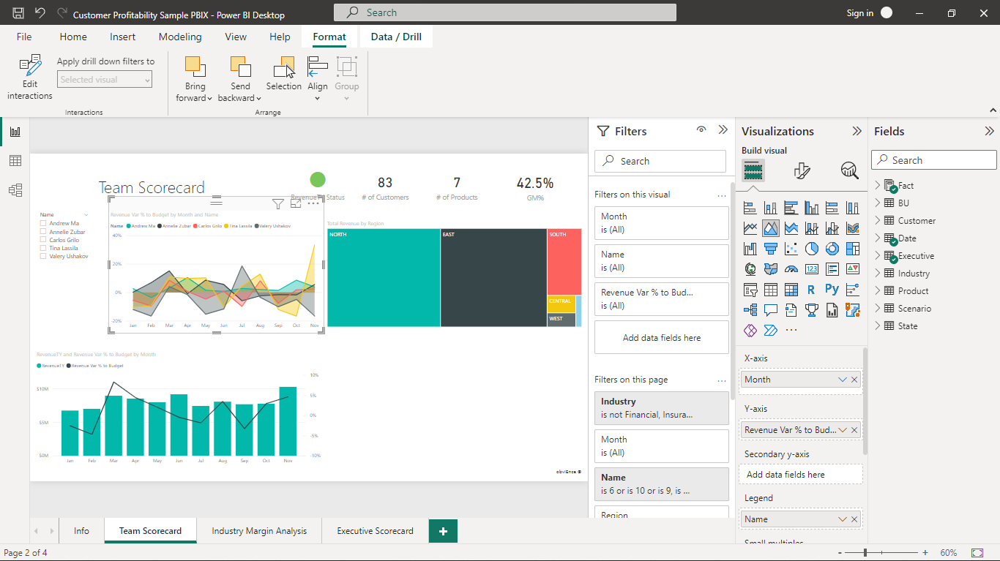 Customer Profitability Sample PBIX - Power BI Desktop
Search
Sign in
File
Home
Insert
Modeling
View
Help
Format
Data / Drill
Edit
interactions
Apply drill down filters to
Selected visual
Interactions
Bring
forward
Send
backward
Selection
Align
Group
Arrange
Team Scorecard
Status
83
# of Customers
7
# of Products
42.5%
GM%
Name
Andrew Ma
Annelie Zubar
Carlos Grilo
Tina Lassila
Valery Ushakov
Revenue Var % to Budget by Month and Name
Name Andrew Ma Annelie Zubar Carlos Grilo Tina Lassila Valery Ushakov
40%
20%
0%
-20%
Jan Feb Mar Apr May Jun Jul Aug Sep Oct Nov
Total Revenue by Region
NORTH
EAST
SOUTH
CENTRAL
WEST
RevenueTY and Revenue Var % to Budget by Month
RevenueTY Revenue Var % to Budget
$10M
$5M
$0M
10%
5%
0%
-5%
-10%
Jan Feb Mar Apr May Jun Jul Aug Sep Oct Nov
obviEnce ©
Filters
Search
Filters on this visual
Month
is (All)
Name
is (All)
Revenue Var % to Bud...
is (All)
Add data fields here
Filters on this page
Industry
is not Financial, Insura...
Month
is (All)
Name
is 6 or is 10 or is 9, is ...
Region
Visualizations
Build visual
123
R
Py
X-axis
Month
Y-axis
Revenue Var % to Bud...
Secondary y-axis
Add data fields here
Legend
Name
Small multiples
Fields
Search
Fact
BU
Customer
Date
Executive
Industry
Product
Scenario
State
Info
Team Scorecard
Industry Margin Analysis
Executive Scorecard
Page 2 of 4
60%